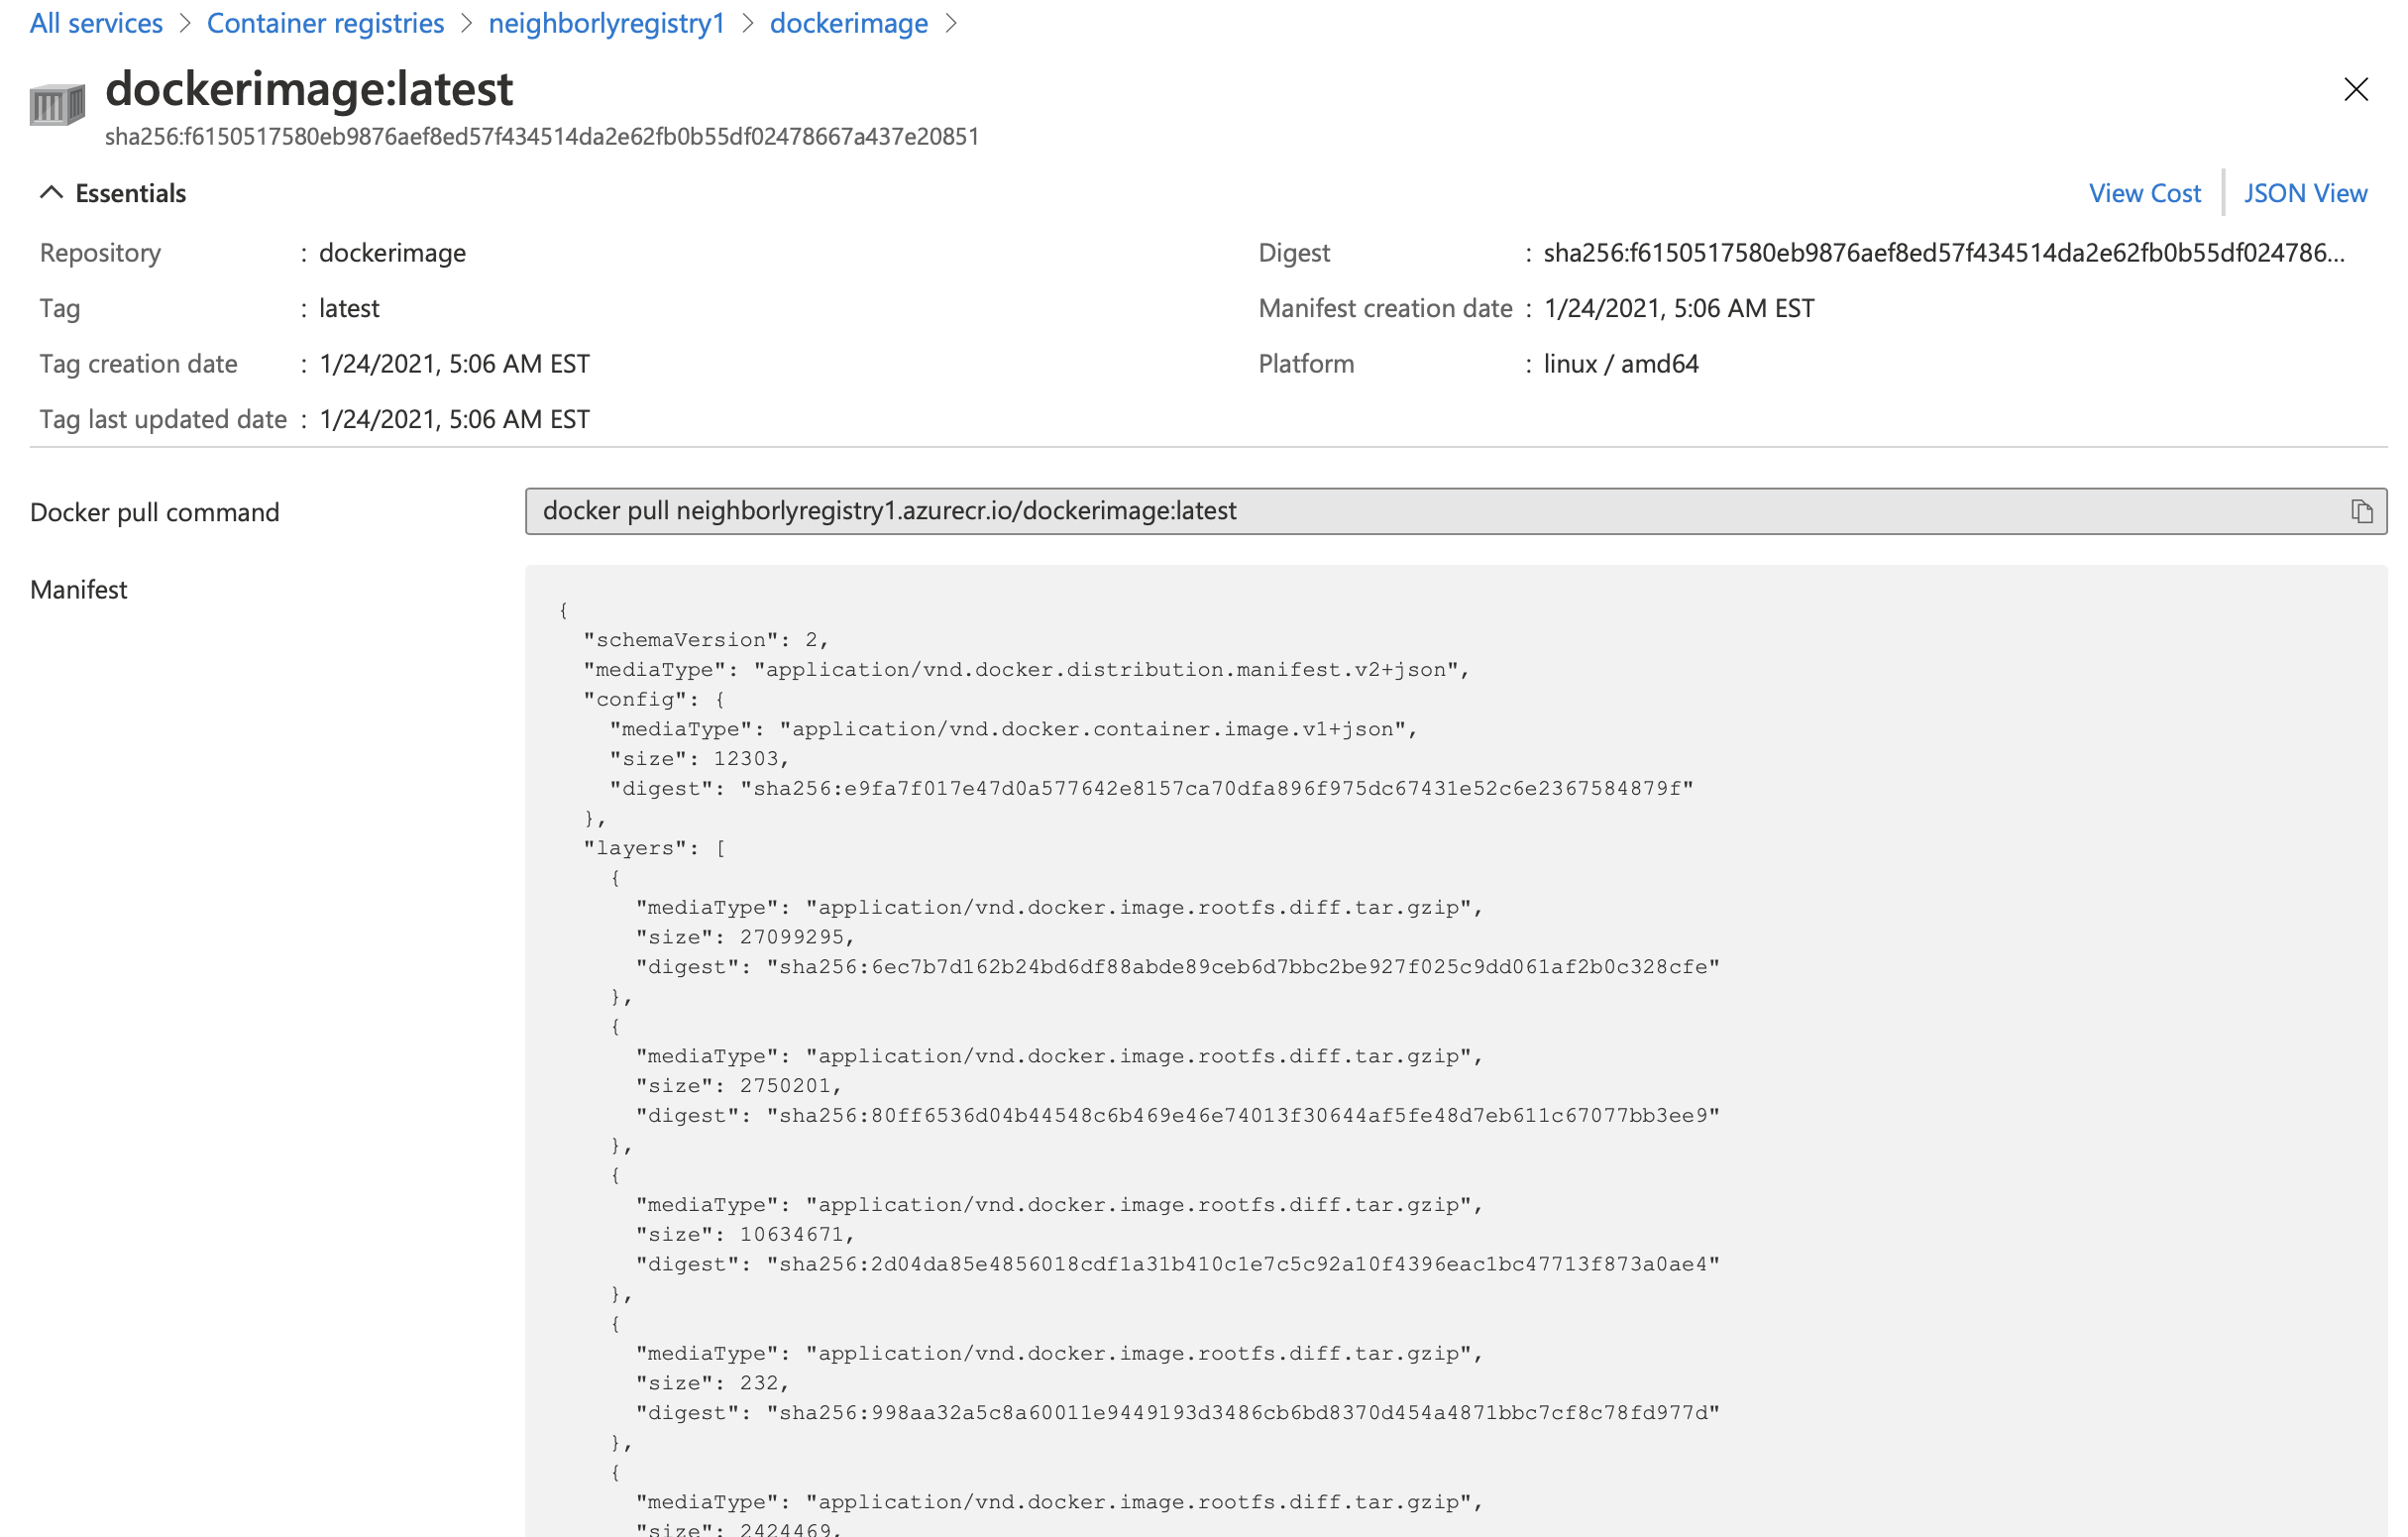 All services > Container registries > neighborlyregistry1 > dockerimage >
dockerimage:latest
sha256:f6150517580eb9876aef8ed57f434514da2e62fb0b55df02478667a437e20851
Essentials
View Cost | JSON View
Repository : dockerimage
Digest : sha256:f6150517580eb9876aef8ed57f434514da2e62fb0b55df024786...
Tag : latest
Manifest creation date : 1/24/2021, 5:06 AM EST
Tag creation date : 1/24/2021, 5:06 AM EST
Platform : linux / amd64
Tag last updated date : 1/24/2021, 5:06 AM EST
Docker pull command
docker pull neighborlyregistry1.azurecr.io/dockerimage:latest
Manifest
{
"schemaVersion": 2,
"mediaType": "application/vnd.docker.distribution.manifest.v2+json",
"config": {
"mediaType": "application/vnd.docker.container.image.v1+json",
"size": 12303,
"digest": "sha256:e9fa7f017e47d0a577642e8157ca70dfa896f975dc67431e52c6e2367584879f"
},
"layers": [
{
"mediaType": "application/vnd.docker.image.rootfs.diff.tar.gzip",
"size": 27099295,
"digest": "sha256:6ec7b7d162b24bd6df88abde89ceb6d7bbc2be927f025c9dd061af2b0c328cfe"
},
{
"mediaType": "application/vnd.docker.image.rootfs.diff.tar.gzip",
"size": 2750201,
"digest": "sha256:80ff6536d04b44548c6b469e46e74013f30644af5fe48d7eb611c67077bb3ee9"
},
{
"mediaType": "application/vnd.docker.image.rootfs.diff.tar.gzip",
"size": 10634671,
"digest": "sha256:2d04da85e4856018cdf1a31b410c1e7c5c92a10f4396eac1bc47713f873a0ae4"
},
{
"mediaType": "application/vnd.docker.image.rootfs.diff.tar.gzip",
"size": 232,
"digest": "sha256:998aa32a5c8a60011e9449193d3486cb6bd8370d454a4871bbc7cf8c78fd977d"
},
{
"mediaType": "application/vnd.docker.image.rootfs.diff.tar.gzip",
"size": 2424469,